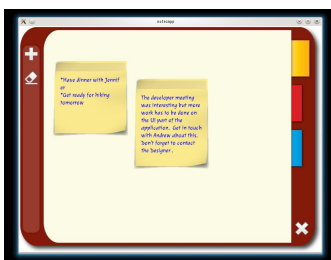 notezapp
*Have dinner with Jennif
er
*Get ready for hiking
tomorrow
The developer meeting
was interesting but more
work has to be done on
the UI part of the
application. Get in touch
with Andrew about this.
Don't forget to contact
the Designer.